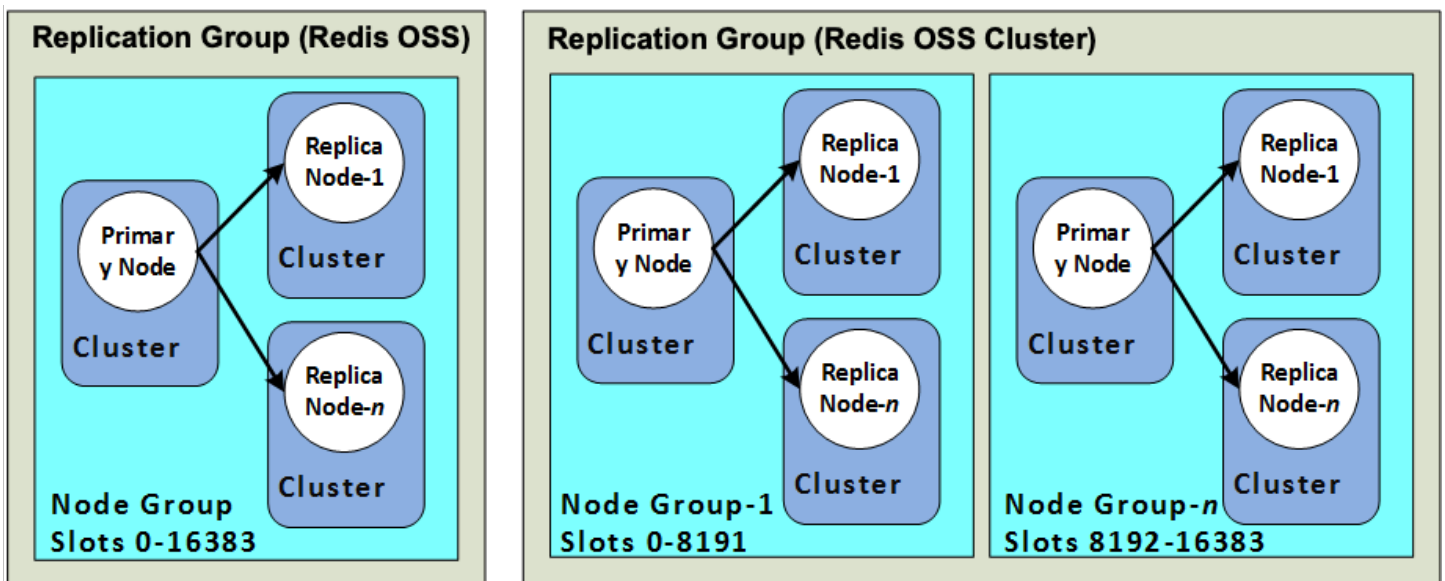 Replication Group (Redis OSS)
Replica
Node-1
Cluster
Primar
y Node
Cluster
Replica
Node-n
Cluster
Node Group
Slots 0-16383
Replication Group (Redis OSS Cluster)
Replica
Node-1
Cluster
Primar
y Node
Cluster
Replica
Node-n
Cluster
Node Group-1
Slots 0-8191
Replica
Node-1
Cluster
Primar
y Node
Cluster
Replica
Node-n
Cluster
Node Group-n
Slots 8192-16383